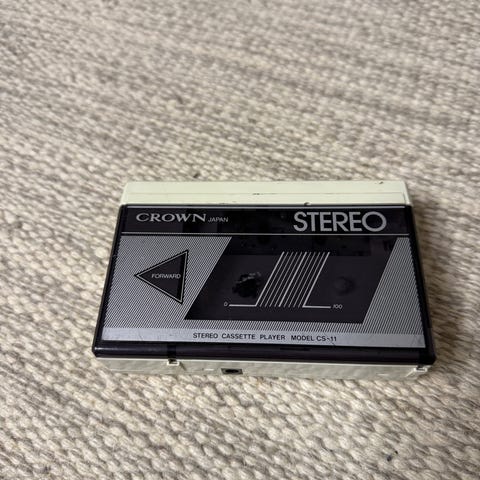 CROWN JAPAN STEREO
FORWARD
0 100
STEREO CASSETTE PLAYER MODEL CS-11